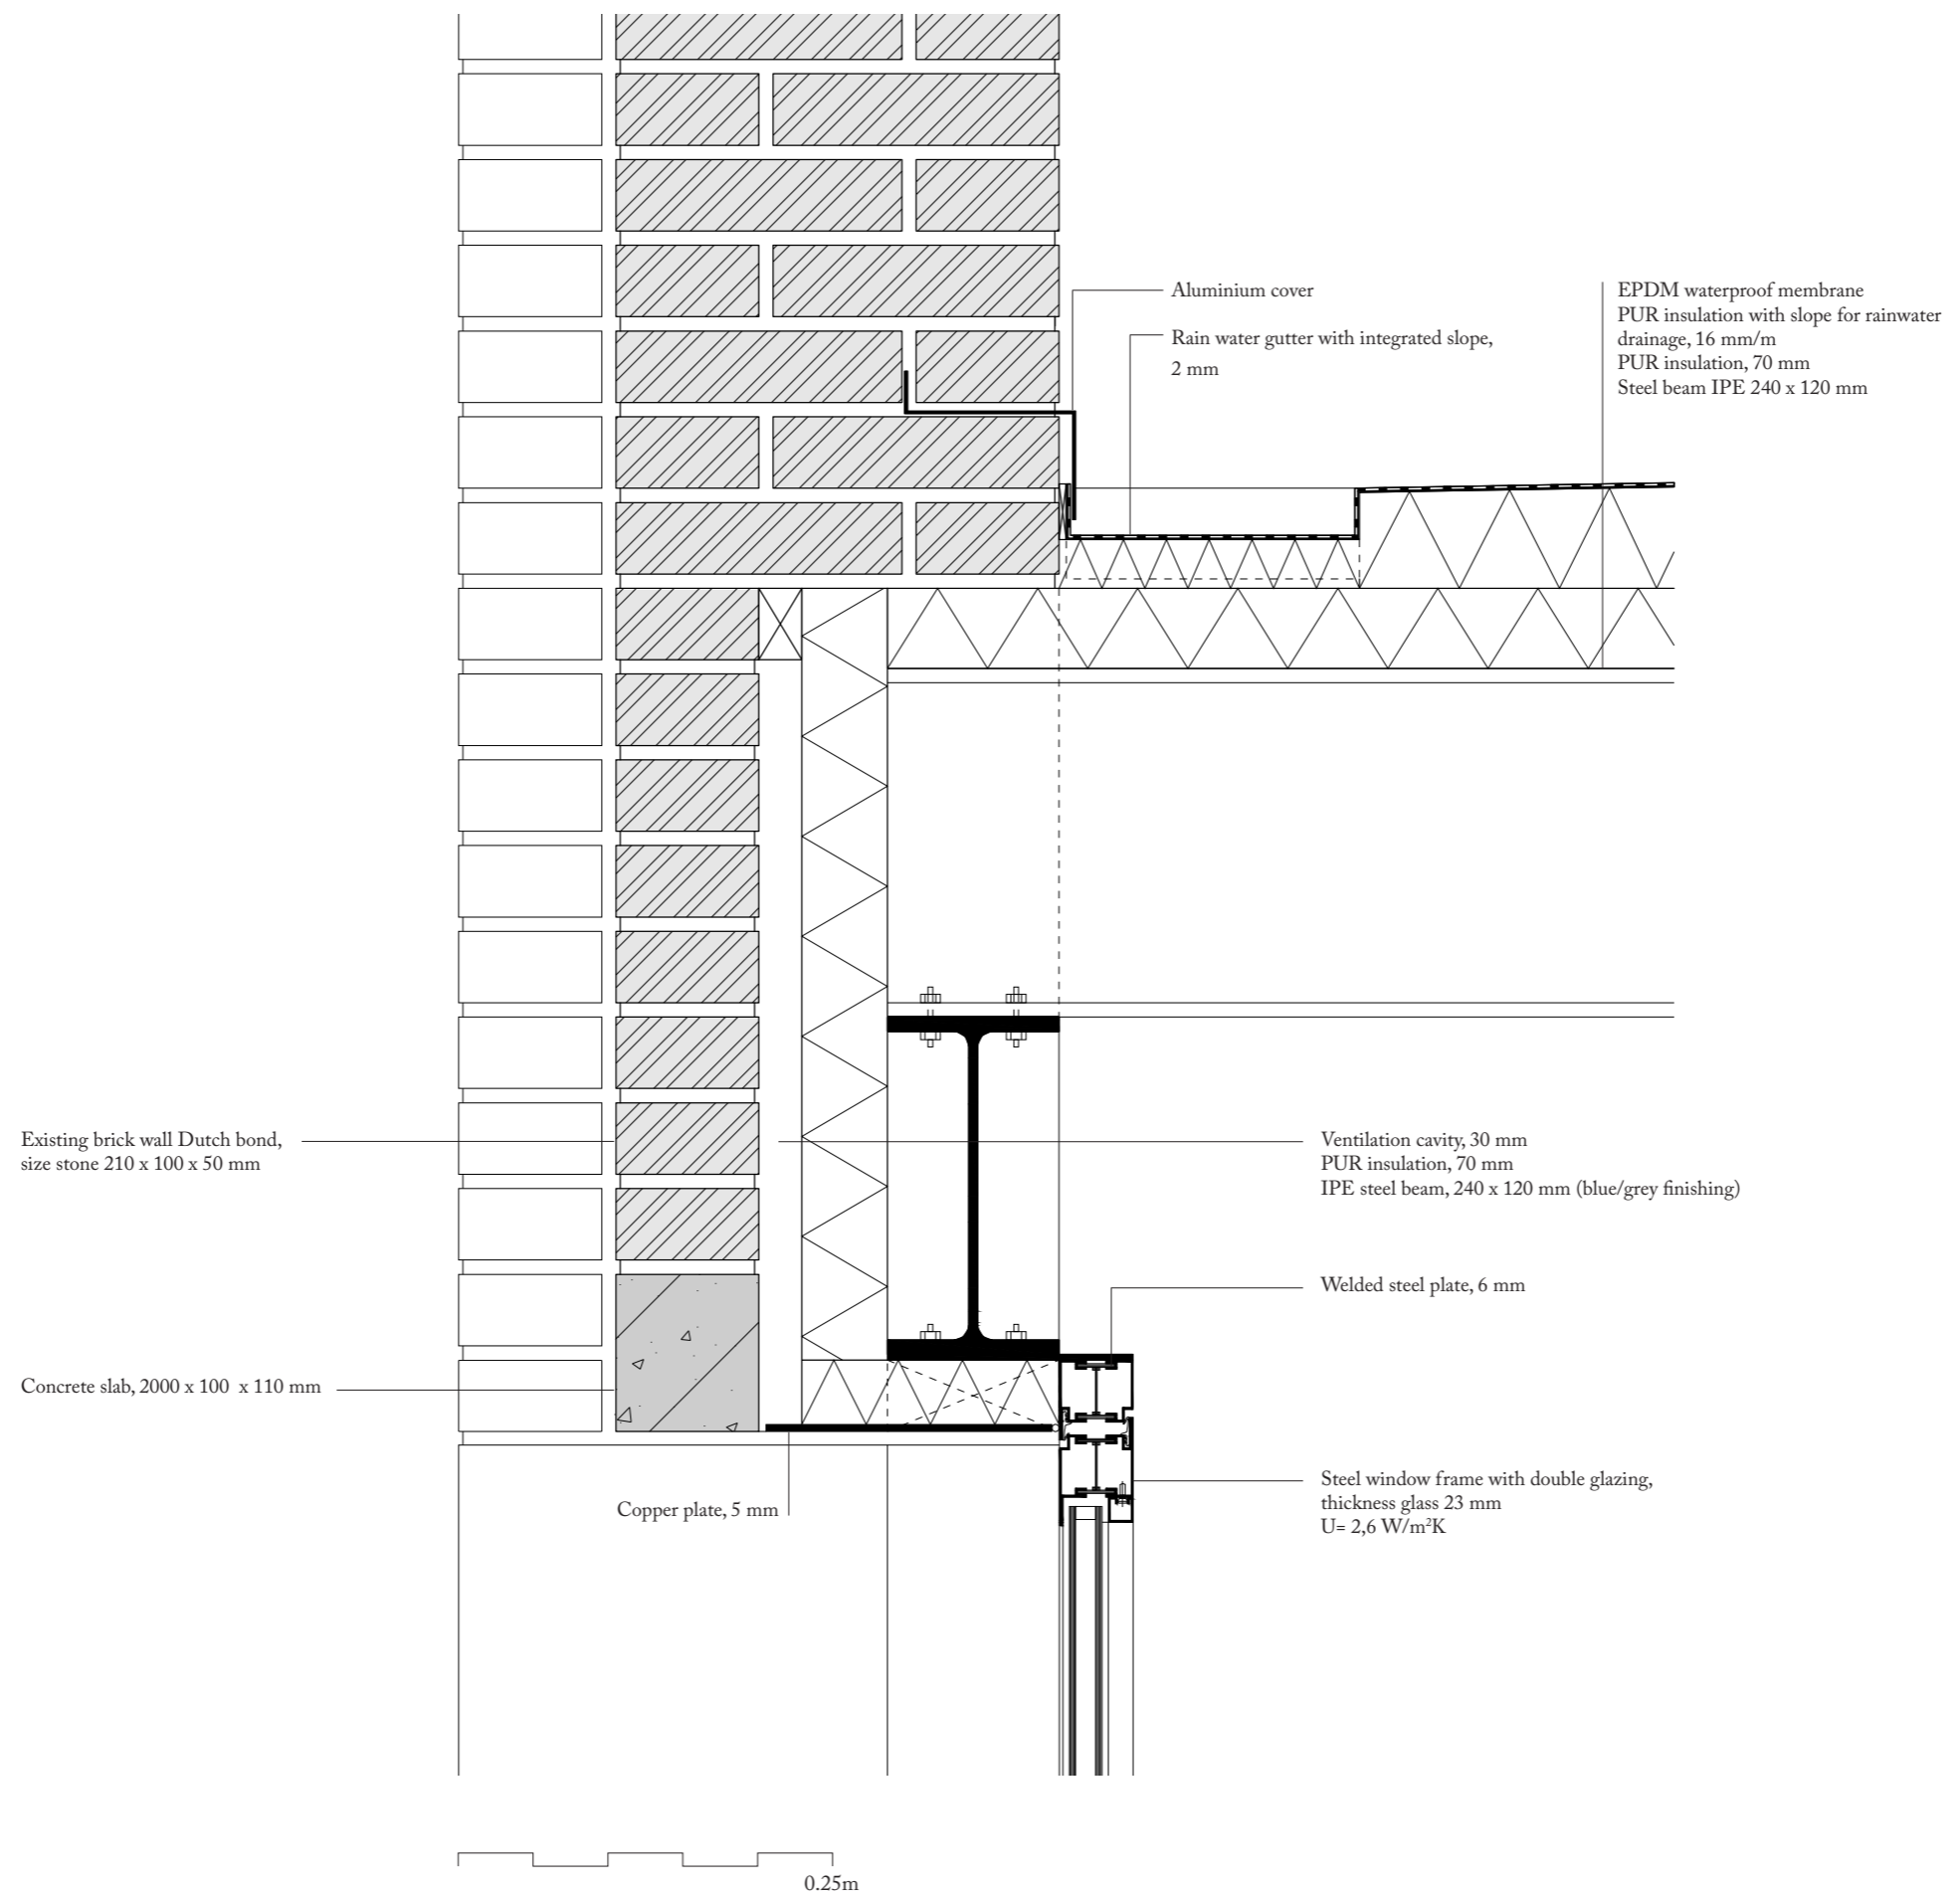 Aluminium cover
Rain water gutter with integrated slope,
2 mm
EPDM waterproof membrane
PUR insulation with slope for rainwater
drainage, 16 mm/m
PUR insulation, 70 mm
Steel beam IPE 240 x 120 mm
Existing brick wall Dutch bond,
size stone 210 x 100 x 50 mm
Ventilation cavity, 30 mm
PUR insulation, 70 mm
IPE steel beam, 240 x 120 mm (blue/grey finishing)
Welded steel plate, 6 mm
Concrete slab, 2000 x 100 x 110 mm
Steel window frame with double glazing,
thickness glass 23 mm
U= 2,6 W/m²K
Copper plate, 5 mm
0.25m